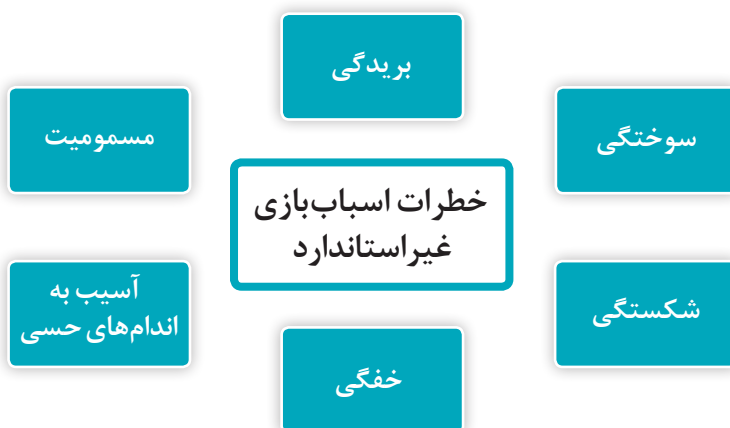 بریدگی
سوختگی
مسمومیت
خطرات اسباب‌بازی
غیراستاندارد
شکستگی
آسیب به
اندام‌های حسی
خفگی